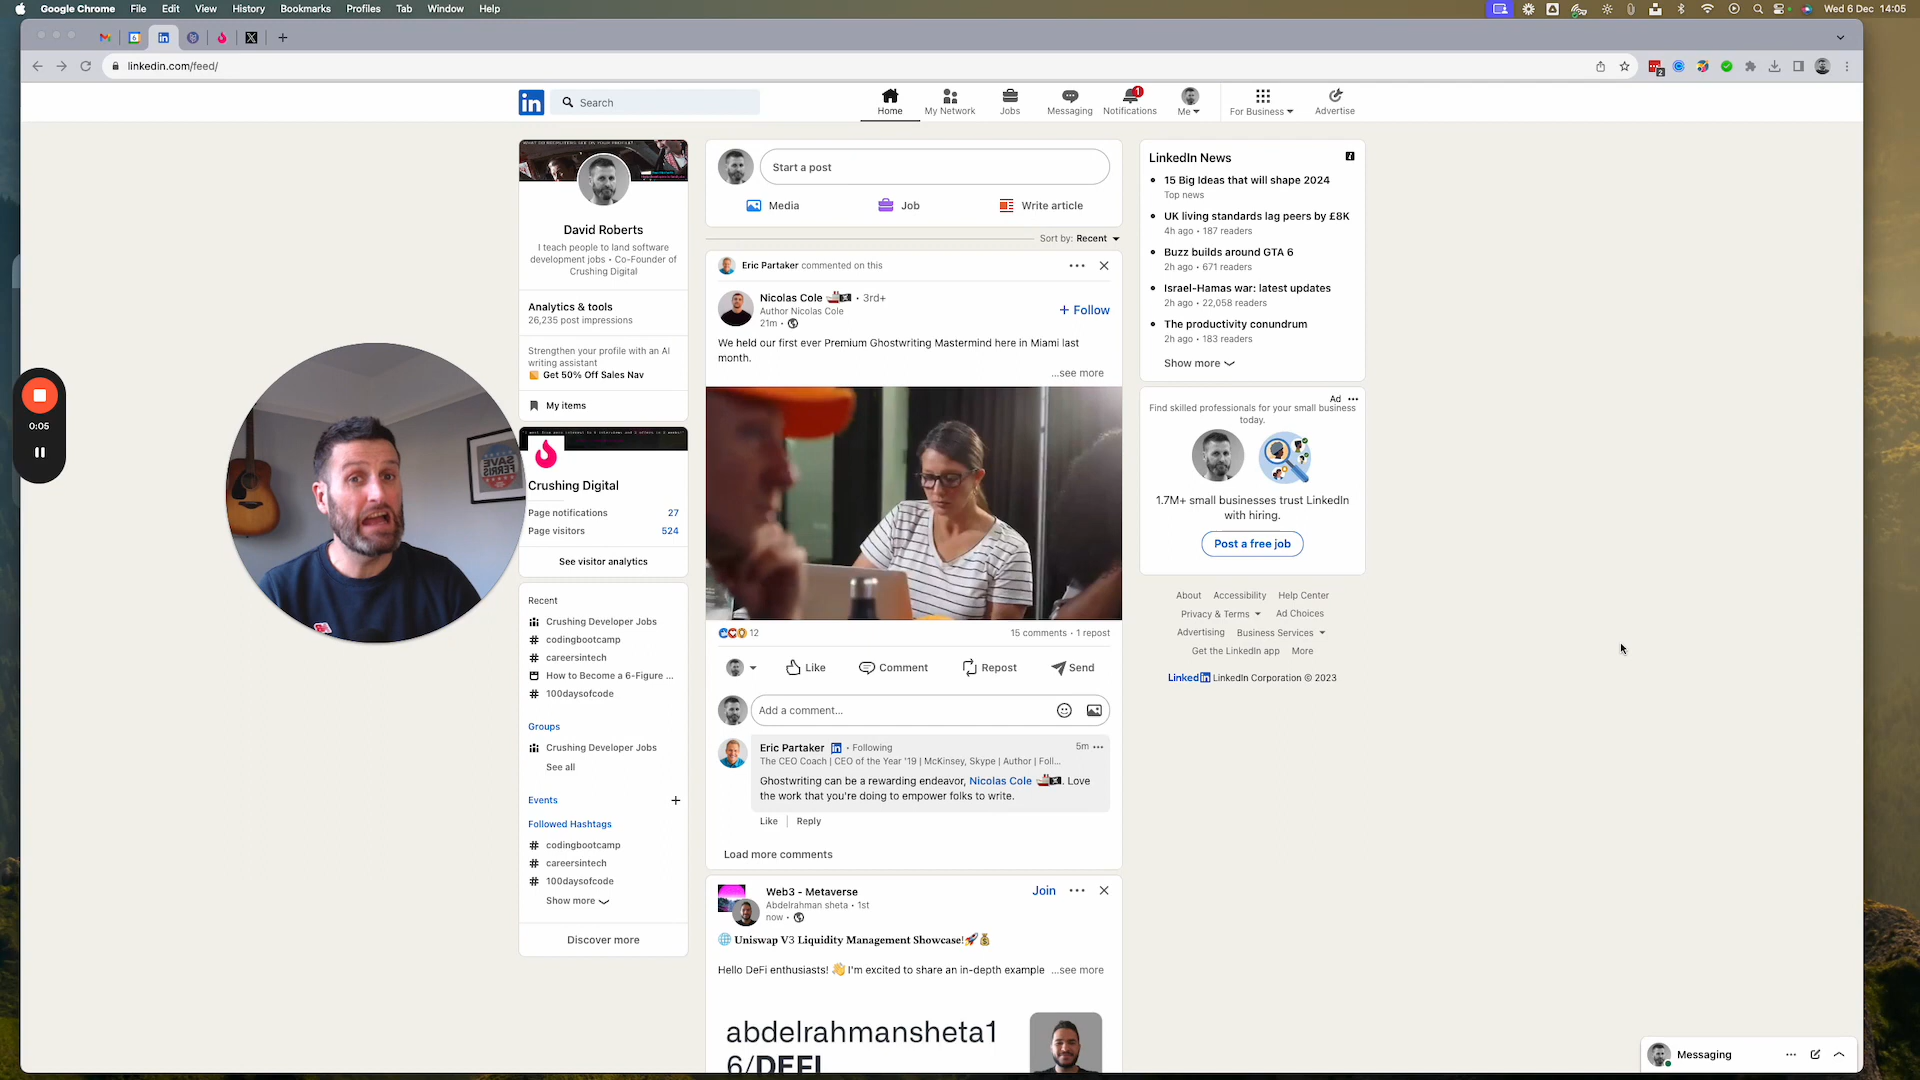 Google Chrome File Edit View History Bookmarks Profiles Tab Window Help
Wed 6 Dec 14:05
linkedin.com/feed/
2
in
Search
Home
My Network
Jobs
Messaging
1
Notifications
Me
For Business
Advertise
David Roberts
I teach people to land software
development jobs • Co-Founder of
Crushing Digital
Analytics & tools
26,235 post impressions
Strengthen your profile with an AI
writing assistant
Get 50% Off Sales Nav
My items
0:05
SAVE
FERRIS
Crushing Digital
Page notifications 27
Page visitors 524
See visitor analytics
Recent
Crushing Developer Jobs
# codingbootcamp
# careersintech
How to Become a 6-Figure ...
# 100daysofcode
Groups
Crushing Developer Jobs
See all
Events +
Followed Hashtags
# codingbootcamp
# careersintech
# 100daysofcode
Show more
Discover more
Start a post
Media
Job
Write article
Sort by: Recent
Eric Partaker commented on this
Nicolas Cole 🚢🏴‍☠️ • 3rd+
Author Nicolas Cole
21m •
+ Follow
We held our first ever Premium Ghostwriting Mastermind here in Miami last
month.
...see more
12
15 comments • 1 repost
Like
Comment
Repost
Send
Add a comment...
Eric Partaker in • Following
5m
The CEO Coach | CEO of the Year '19 | McKinsey, Skype | Author | Foll...
Ghostwriting can be a rewarding endeavor, Nicolas Cole 🚢🏴‍☠️. Love
the work that you're doing to empower folks to write.
Like | Reply
Load more comments
Web3 - Metaverse
Abdelrahman sheta • 1st
now •
Join
🌐 Uniswap V3 Liquidity Management Showcase!🚀💰
Hello DeFi enthusiasts! 👋 I'm excited to share an in-depth example ...see more
abdelrahmansheta1
6/DEFI
LinkedIn News
• 15 Big Ideas that will shape 2024
Top news
• UK living standards lag peers by £8K
4h ago • 187 readers
• Buzz builds around GTA 6
2h ago • 671 readers
• Israel-Hamas war: latest updates
2h ago • 22,058 readers
• The productivity conundrum
2h ago • 183 readers
Show more
Ad
Find skilled professionals for your small business
today.
1.7M+ small businesses trust LinkedIn
with hiring.
Post a free job
About Accessibility Help Center
Privacy & Terms Ad Choices
Advertising Business Services
Get the LinkedIn app More
Linked in LinkedIn Corporation © 2023
Messaging